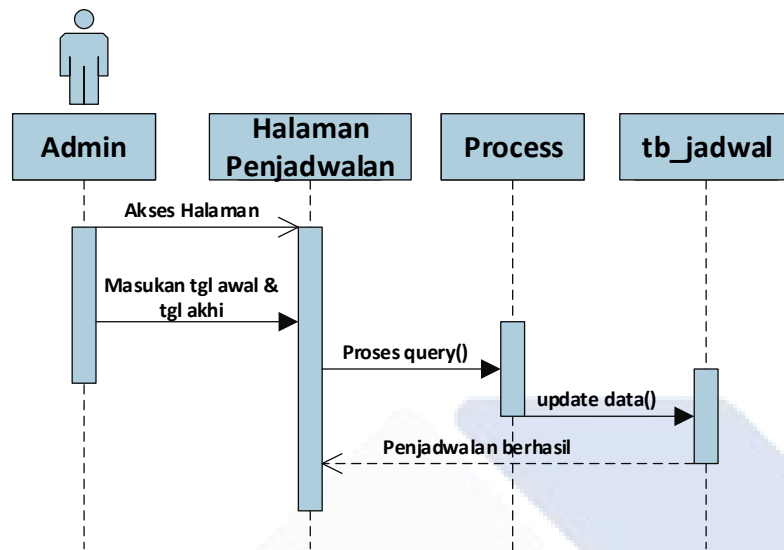 Admin
Halaman
Penjadwalan
Process
tb_jadwal
Akses Halaman
Masukan tgl awal &
tgl akhi
Proses query()
update data()
Penjadwalan berhasil